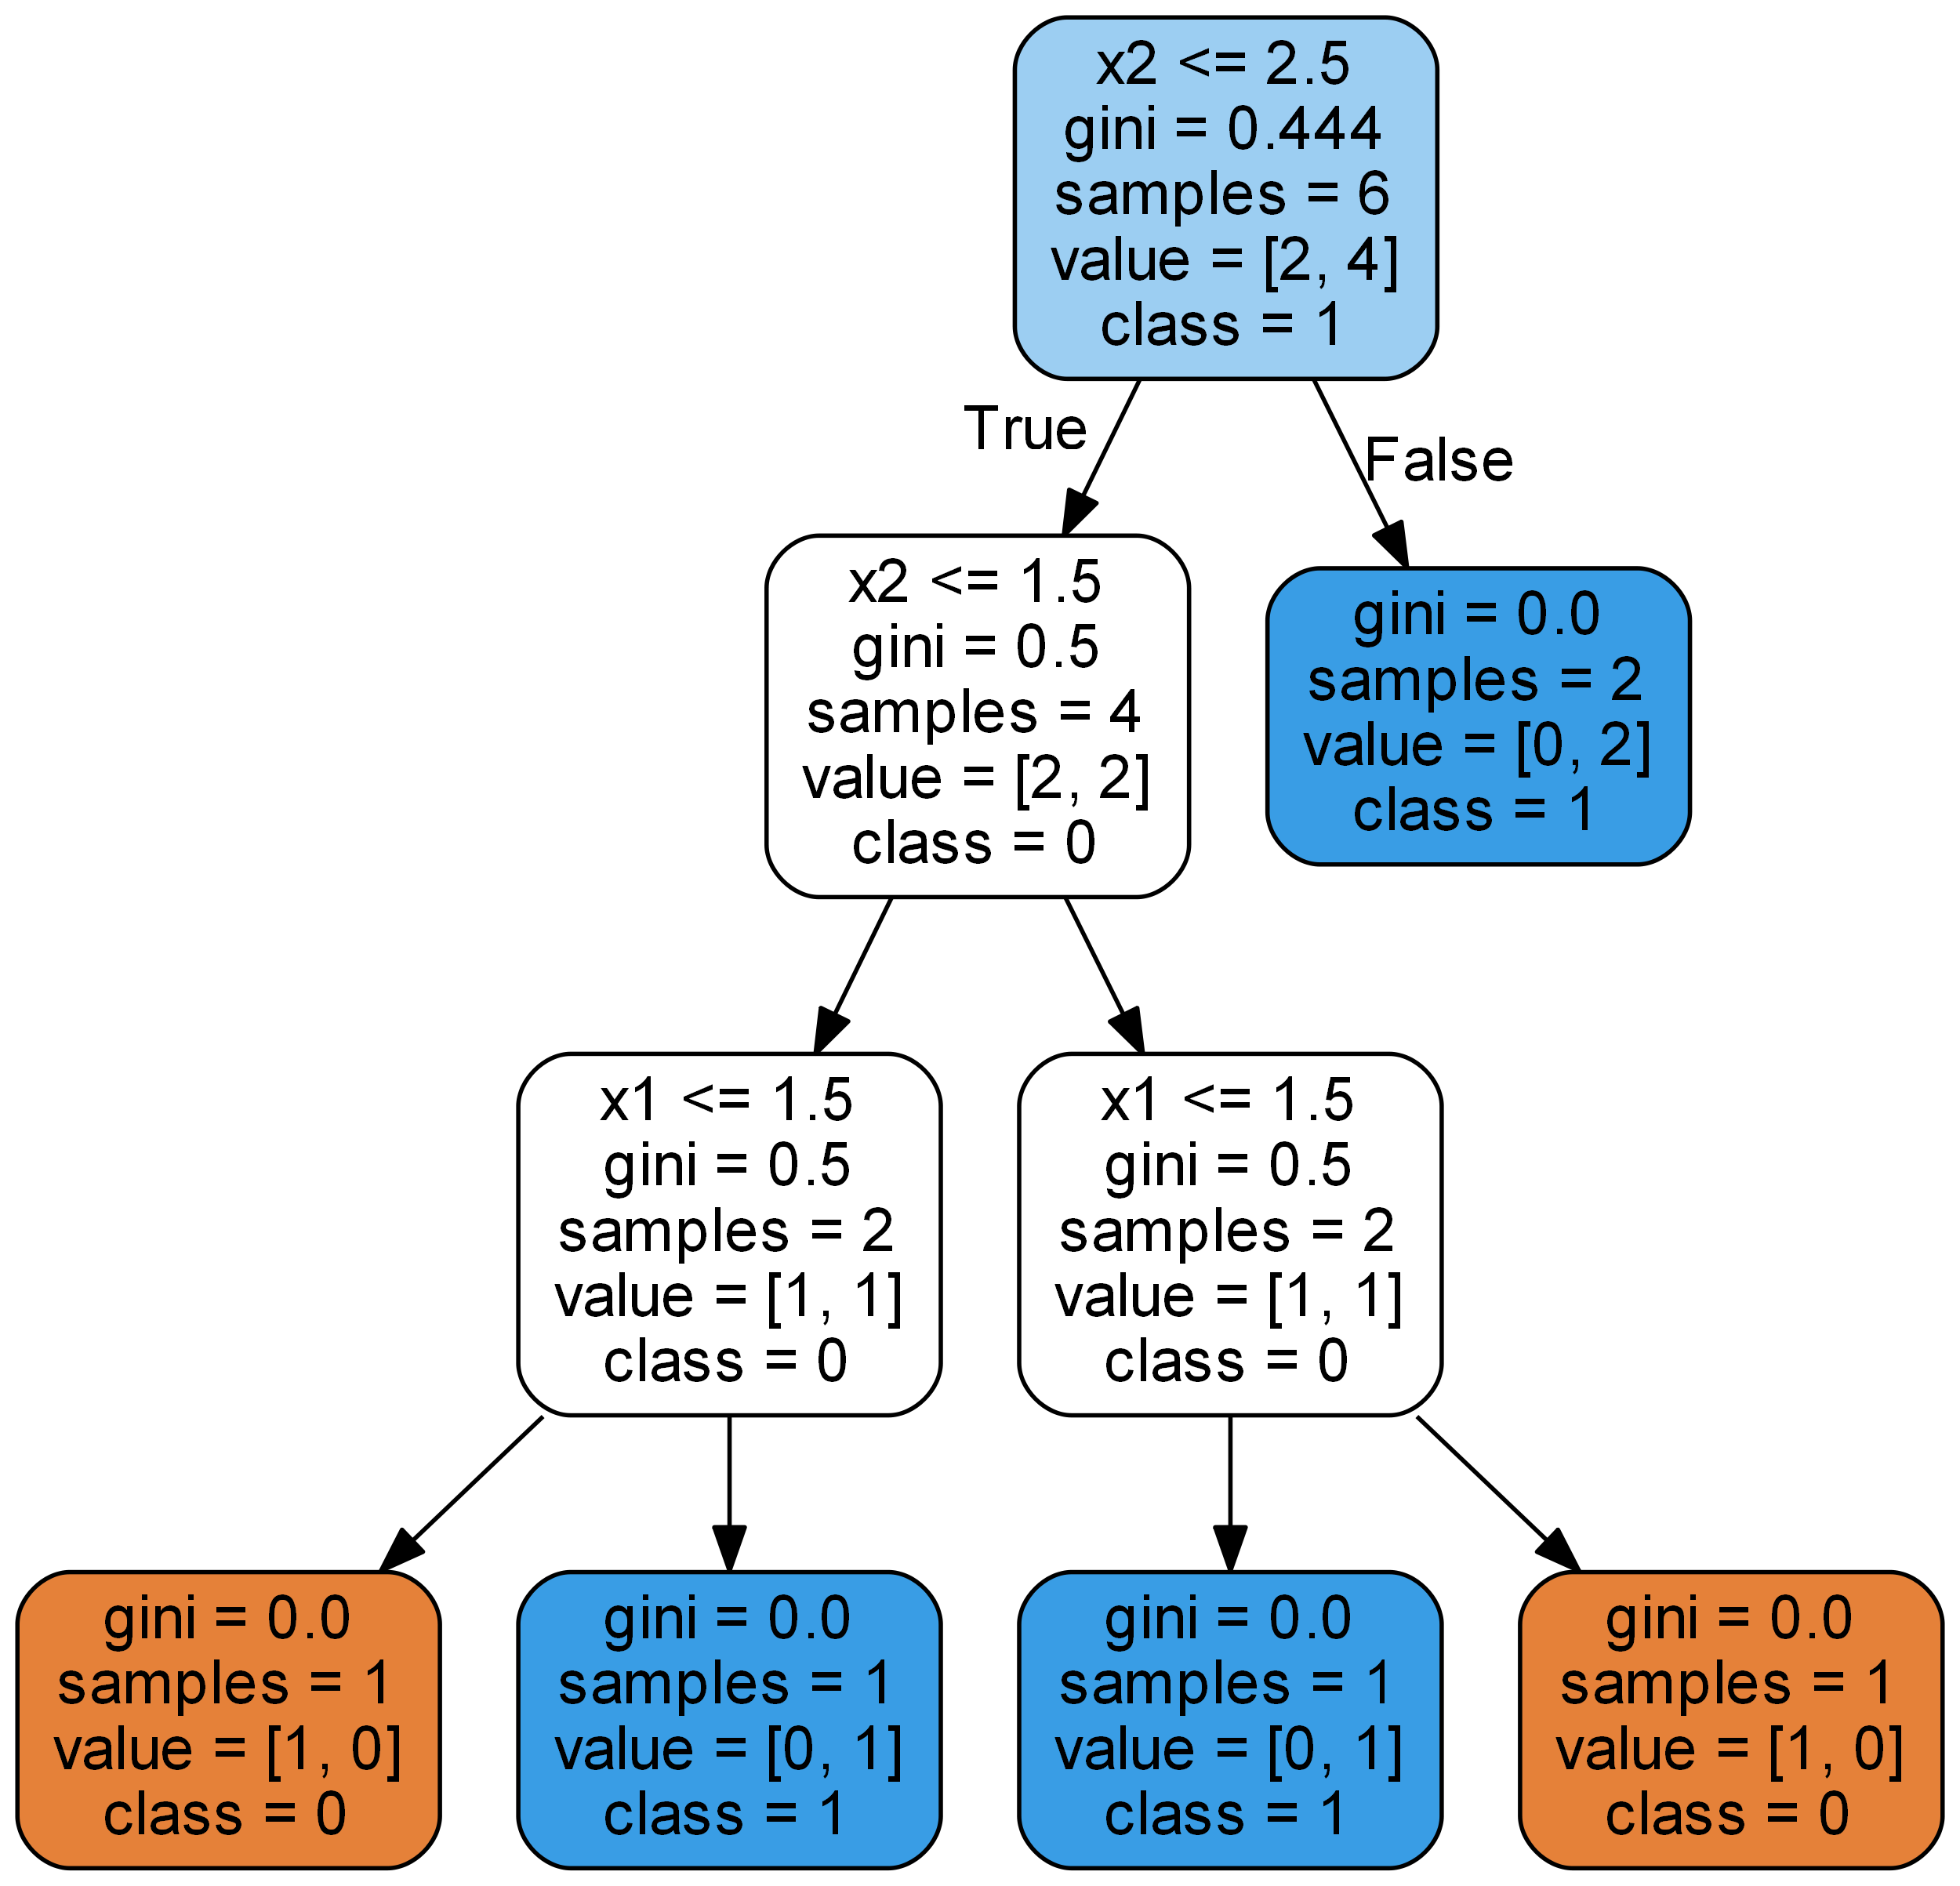 x2 <= 2.5
gini = 0.444
samples = 6
value = [2, 4]
class = 1
True
False
x2 <= 1.5
gini = 0.5
samples = 4
value = [2, 2]
class = 0
gini = 0.0
samples = 2
value = [0, 2]
class = 1
x1 <= 1.5
gini = 0.5
samples = 2
value = [1, 1]
class = 0
x1 <= 1.5
gini = 0.5
samples = 2
value = [1, 1]
class = 0
gini = 0.0
samples = 1
value = [1, 0]
class = 0
gini = 0.0
samples = 1
value = [0, 1]
class = 1
gini = 0.0
samples = 1
value = [0, 1]
class = 1
gini = 0.0
samples = 1
value = [1, 0]
class = 0